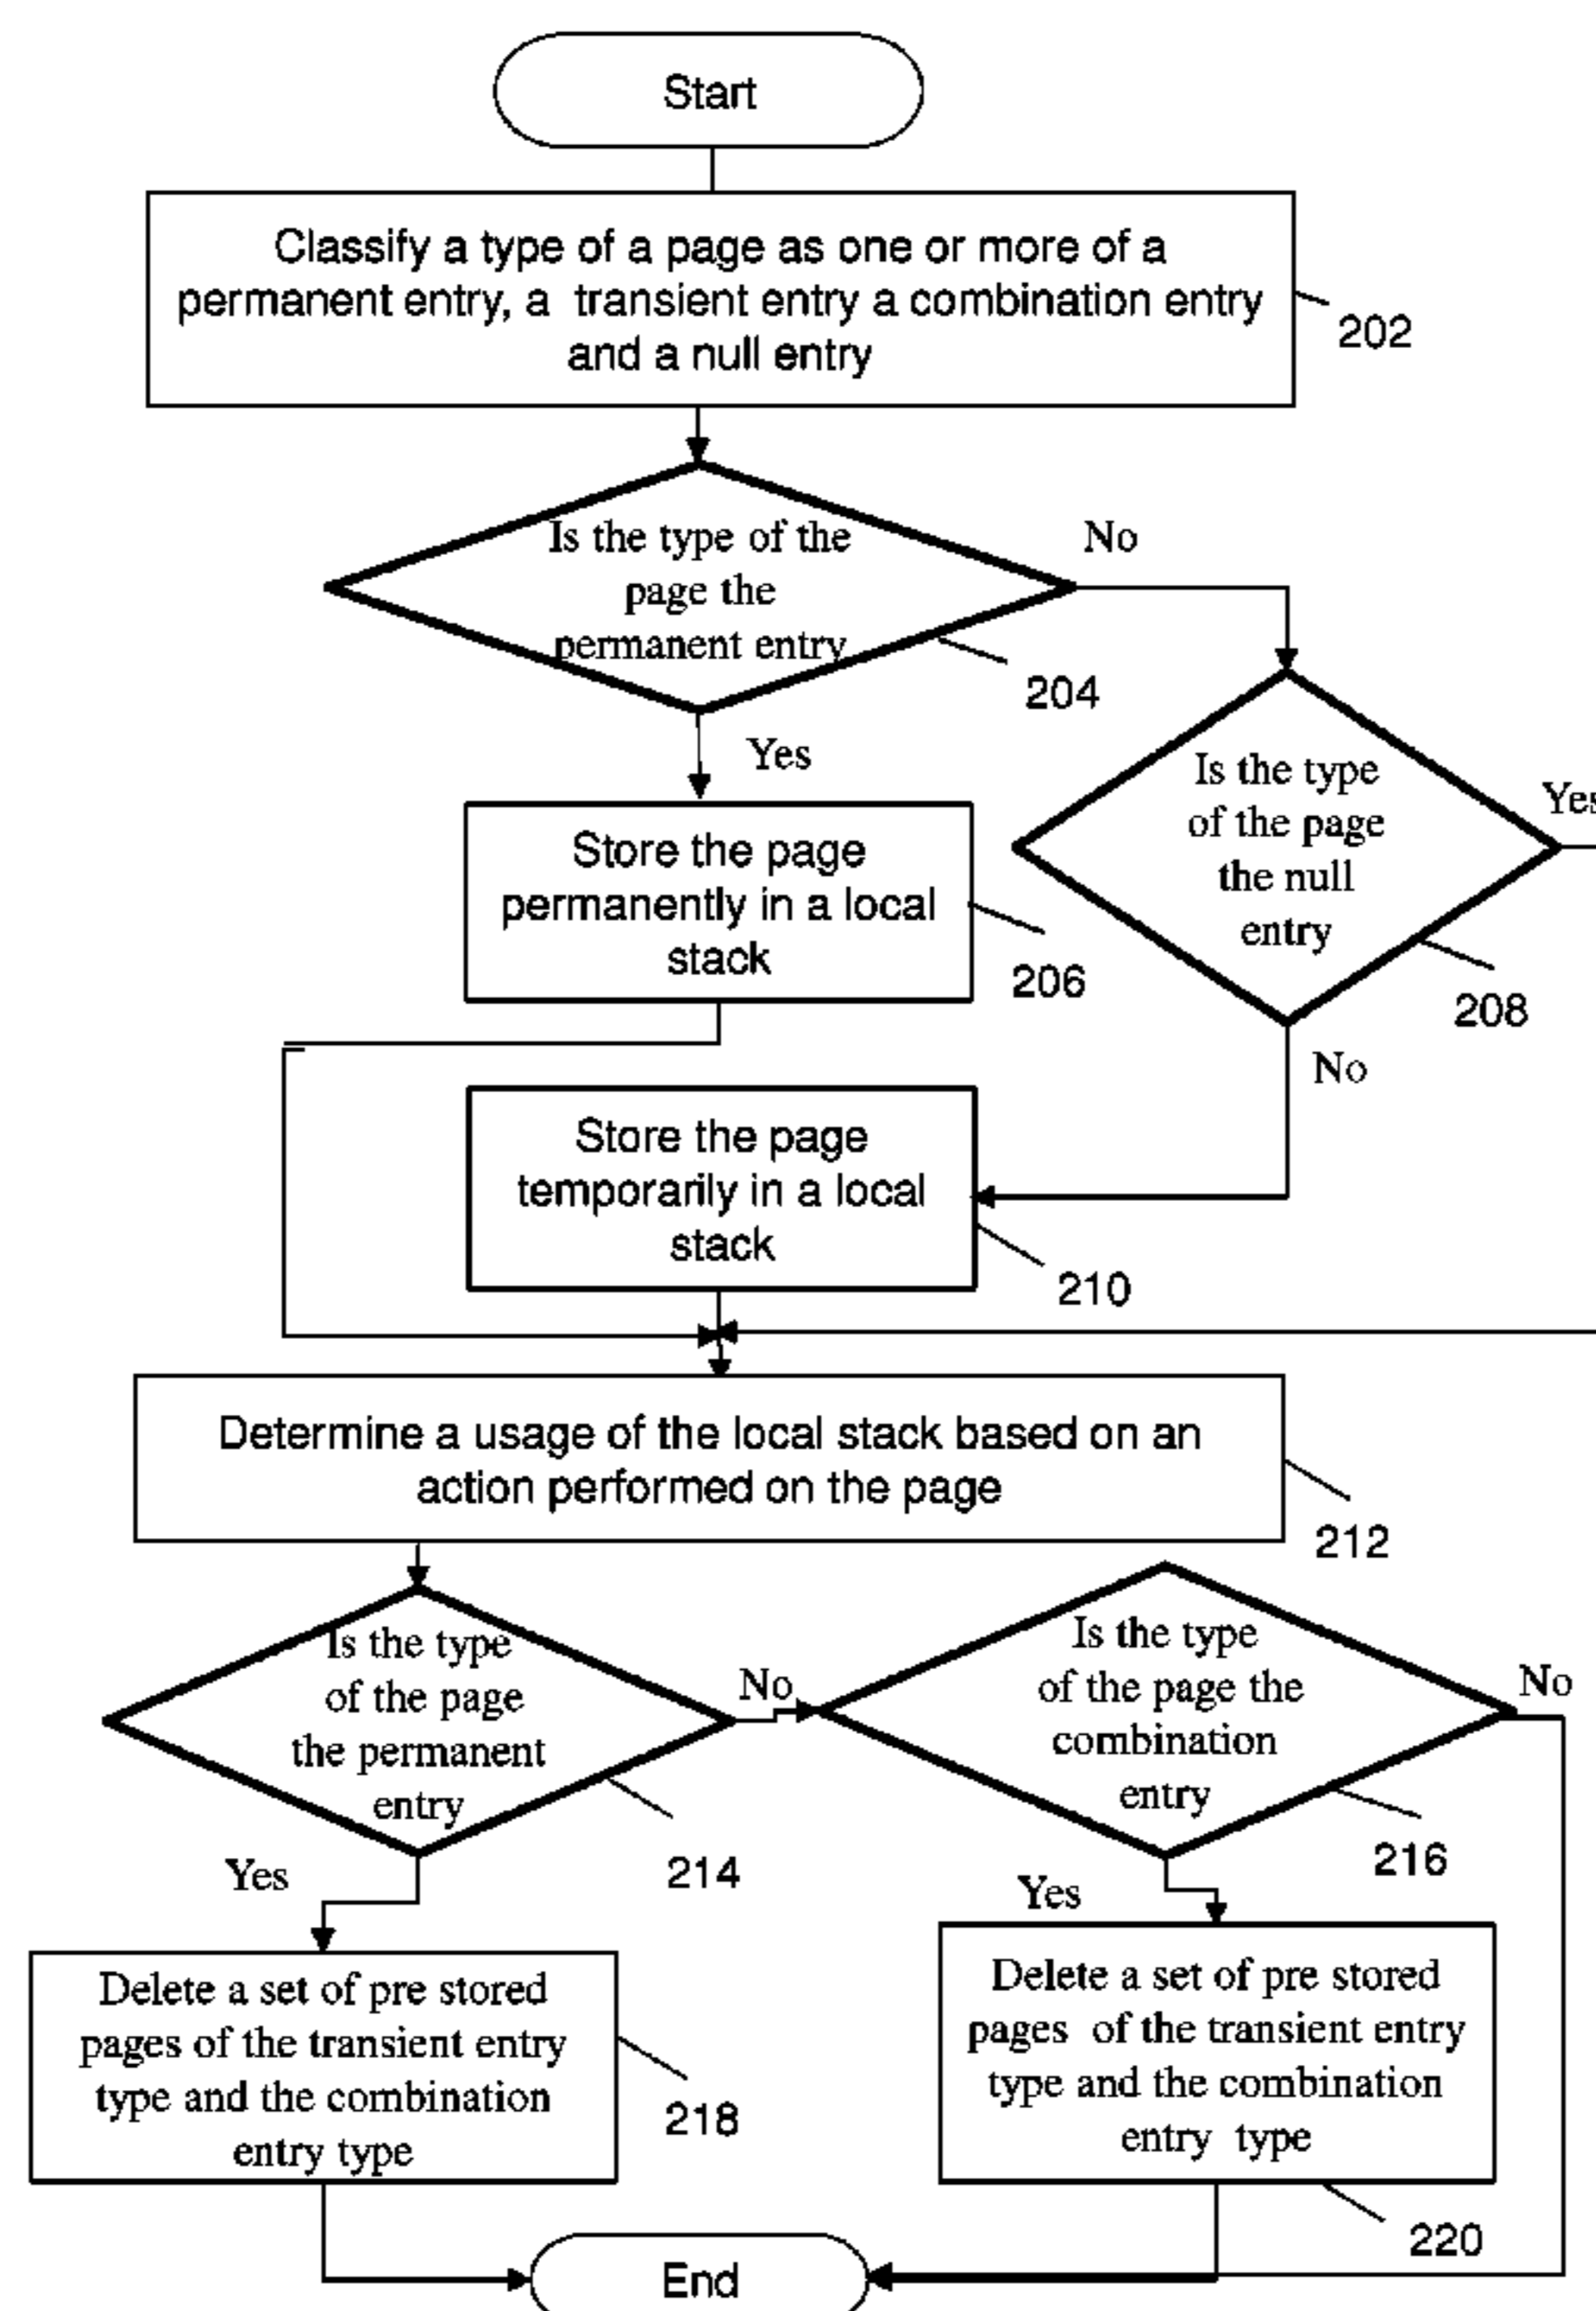 Start
Classify a type of a page as one or more of a
permanent entry, a transient entry a combination entry
and a null entry
202
Is the type of the
page the
permanent entry
No
204
Yes
Is the type
of the page
the null
entry
Yes
208
Store the page
permanently in a local
stack
206
No
Store the page
temporarily in a local
stack
210
Determine a usage of the local stack based on an
action performed on the page
212
Is the type
of the page
the permanent
entry
No
214
Yes
Is the type
of the page the
combination
entry
No
216
Yes
Delete a set of pre stored
pages of the transient entry
type and the combination
entry type
218
Delete a set of pre stored
pages of the transient entry
type and the combination
entry type
220
End